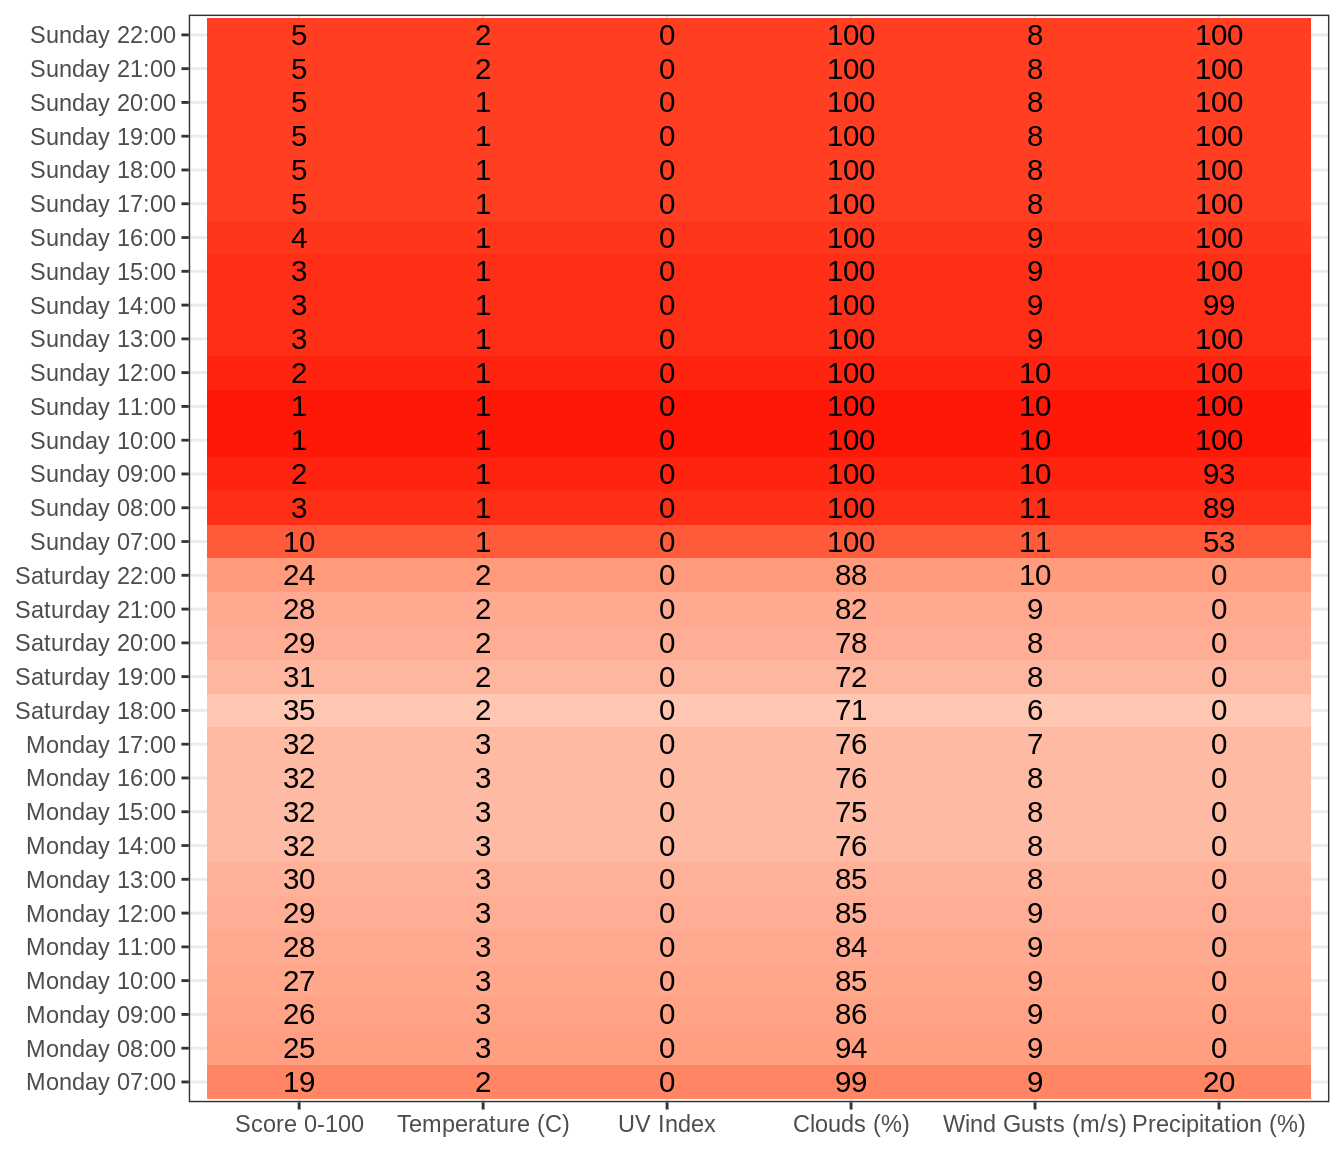 Sunday 22:00 5 2 0 100 8 100
Sunday 21:00 5 2 0 100 8 100
Sunday 20:00 5 1 0 100 8 100
Sunday 19:00 5 1 0 100 8 100
Sunday 18:00 5 1 0 100 8 100
Sunday 17:00 5 1 0 100 8 100
Sunday 16:00 4 1 0 100 9 100
Sunday 15:00 3 1 0 100 9 100
Sunday 14:00 3 1 0 100 9 99
Sunday 13:00 3 1 0 100 9 100
Sunday 12:00 2 1 0 100 10 100
Sunday 11:00 1 1 0 100 10 100
Sunday 10:00 1 1 0 100 10 100
Sunday 09:00 2 1 0 100 10 93
Sunday 08:00 3 1 0 100 11 89
Sunday 07:00 10 1 0 100 11 53
Saturday 22:00 24 2 0 88 10 0
Saturday 21:00 28 2 0 82 9 0
Saturday 20:00 29 2 0 78 8 0
Saturday 19:00 31 2 0 72 8 0
Saturday 18:00 35 2 0 71 6 0
Monday 17:00 32 3 0 76 7 0
Monday 16:00 32 3 0 76 8 0
Monday 15:00 32 3 0 75 8 0
Monday 14:00 32 3 0 76 8 0
Monday 13:00 30 3 0 85 8 0
Monday 12:00 29 3 0 85 9 0
Monday 11:00 28 3 0 84 9 0
Monday 10:00 27 3 0 85 9 0
Monday 09:00 26 3 0 86 9 0
Monday 08:00 25 3 0 94 9 0
Monday 07:00 19 2 0 99 9 20
Score 0-100 Temperature (C) UV Index Clouds (%) Wind Gusts (m/s) Precipitation (%)